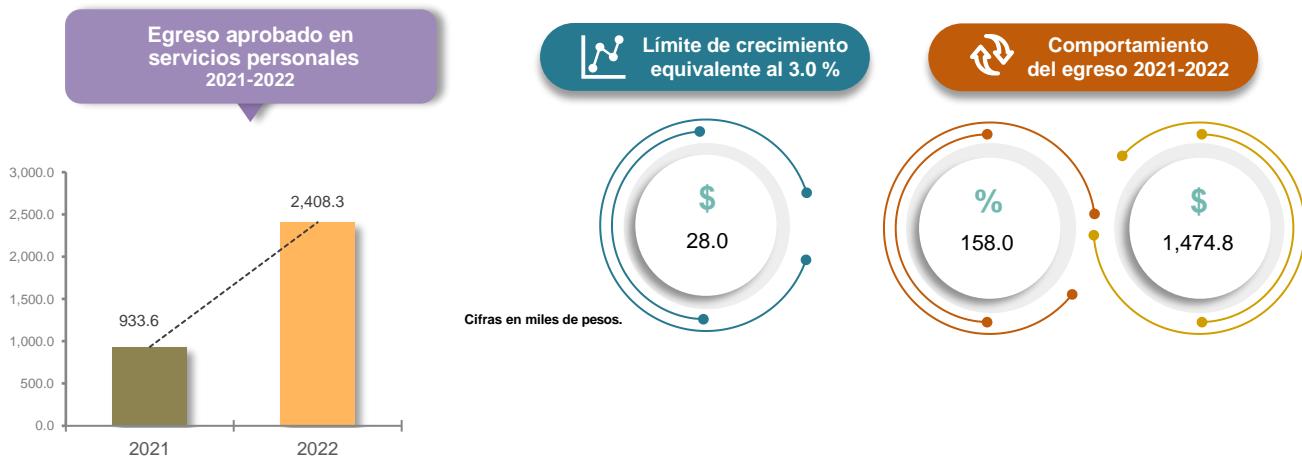 Egreso aprobado en
servicios personales
2021-2022
Límite de crecimiento
equivalente al 3.0 %
Comportamiento
del egreso 2021-2022
3,000.0
2,500.0
2,000.0
1,500.0
1,000.0
500.0
0.0
933.6
2,408.3
2021
2022
Cifras en miles de pesos.
$
28.0
%
158.0
$
1,474.8